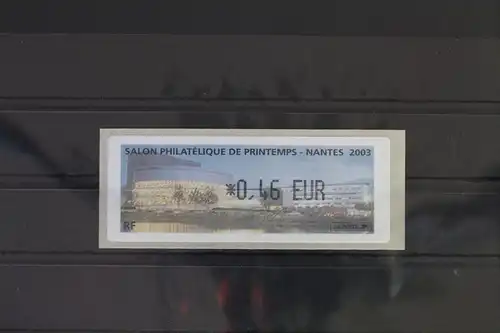 SALON PHILATÉLIQUE DE PRINTEMPS - NANTES 2003
*0,46 EUR
RF